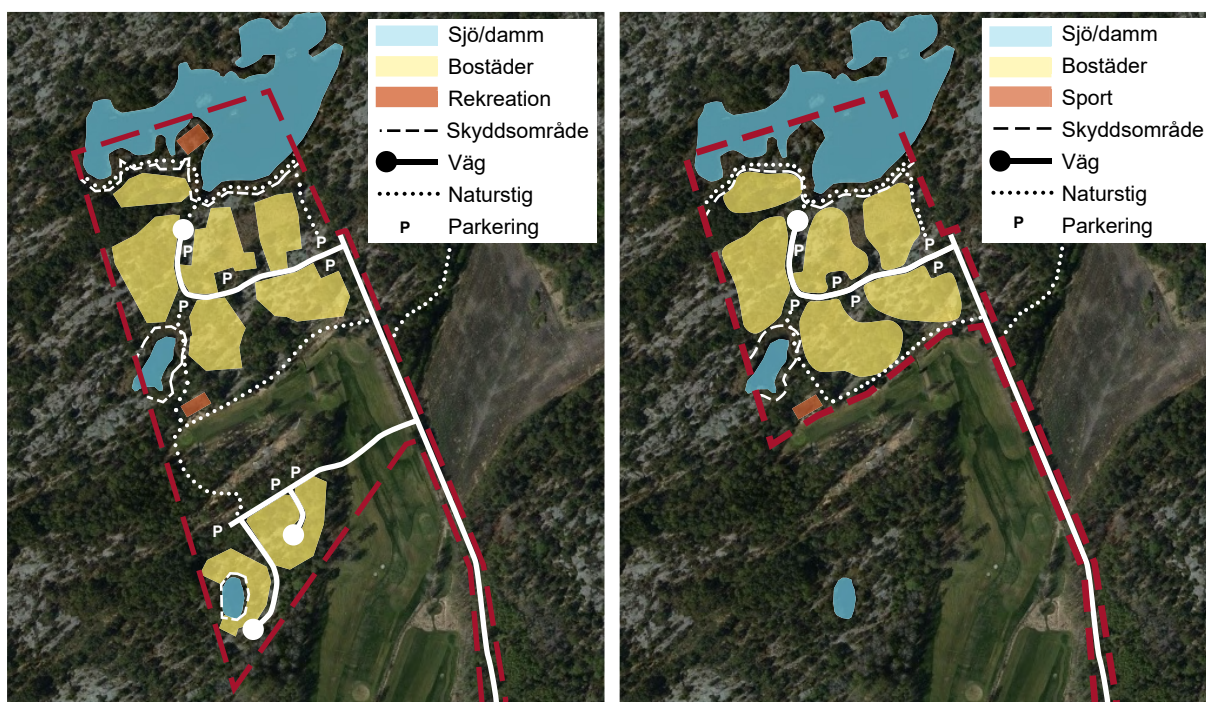 Sjö/damm
Bostäder
Rekreation
Skyddsområde
Väg
Naturstig
P Parkering
P
P
P
P
P
P
P
P
Sjö/damm
Bostäder
Sport
Skyddsområde
Väg
Naturstig
P Parkering
P
P
P
P
P
P